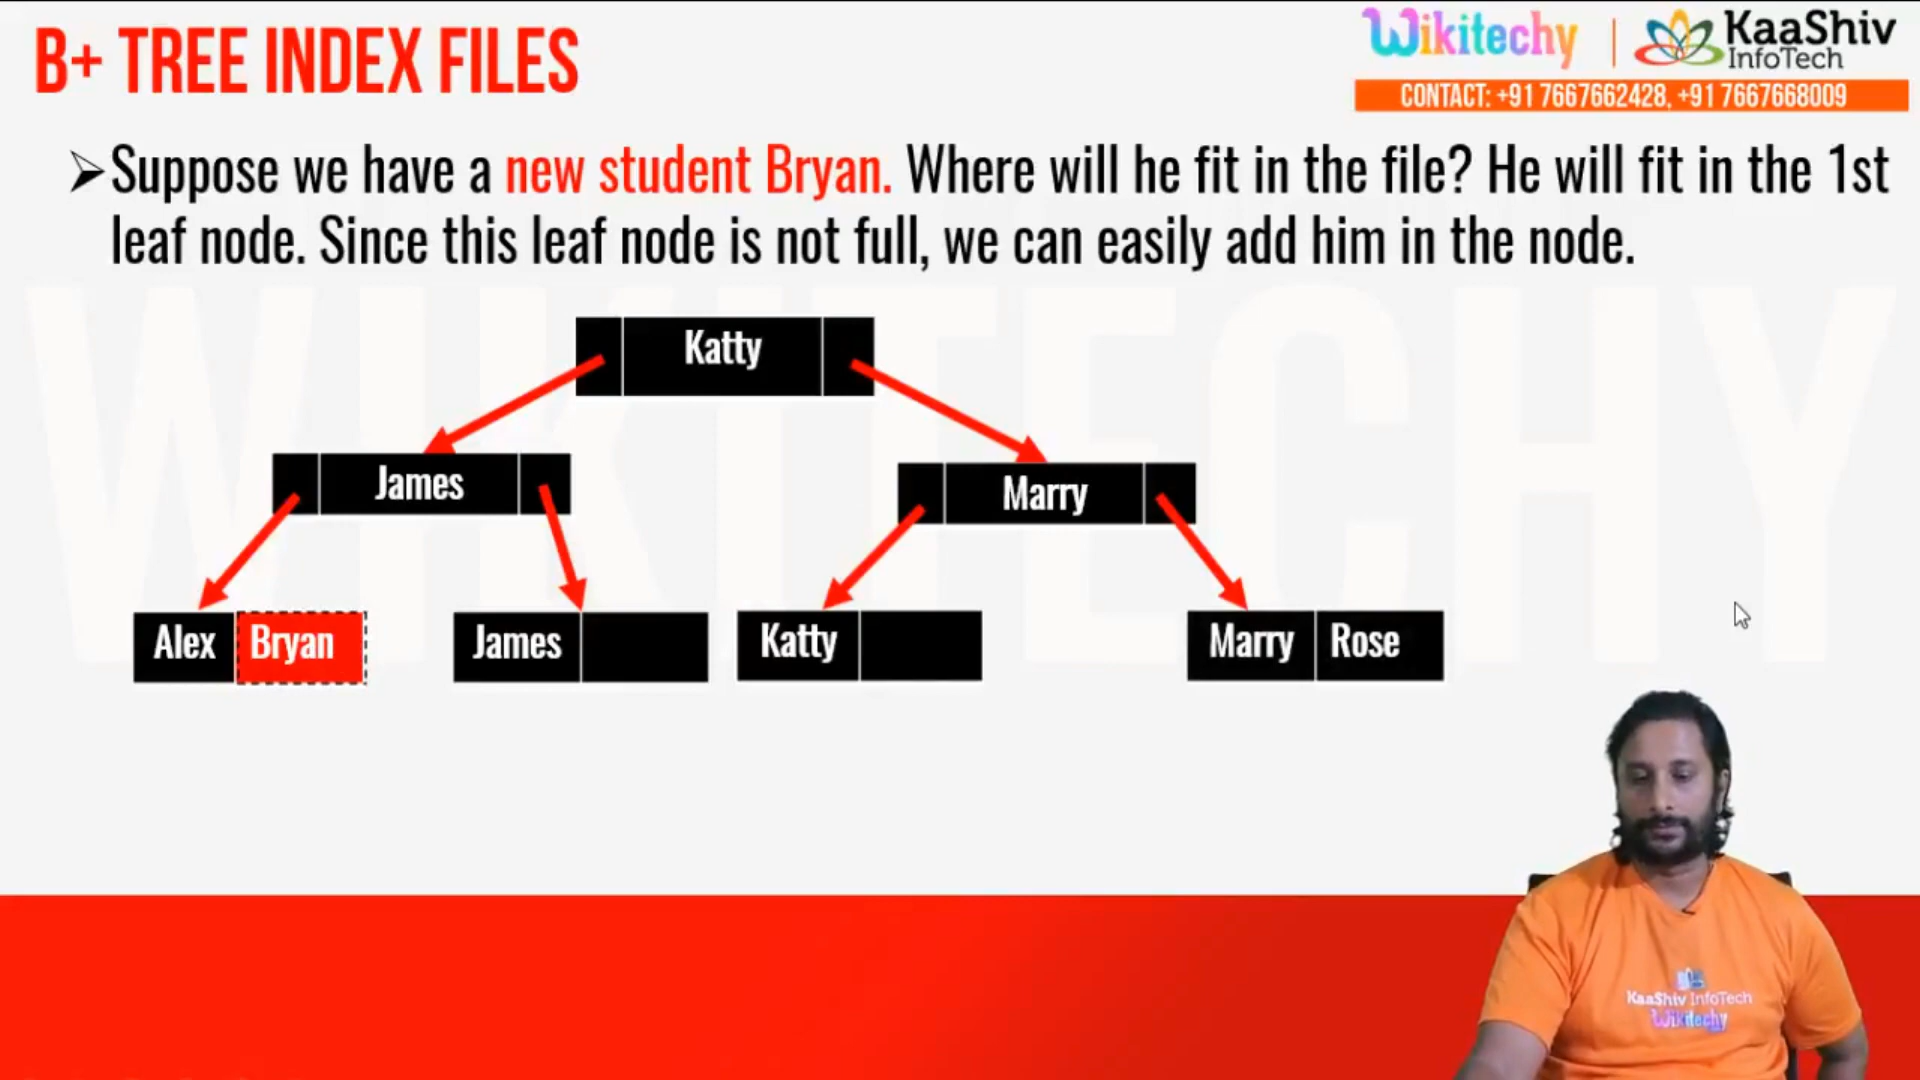 B+ TREE INDEX FILES
Wikitechy
KaaShiv
InfoTech
CONTACT: +91 7667662428, +91 7667668009
Suppose we have a new student Bryan. Where will he fit in the file? He will fit in the 1st
leaf node. Since this leaf node is not full, we can easily add him in the node.
WIKITECHY
Katty
James
Marry
Alex Bryan
James
Katty
Marry Rose
KaaShiv InfoTech
Wikitechy